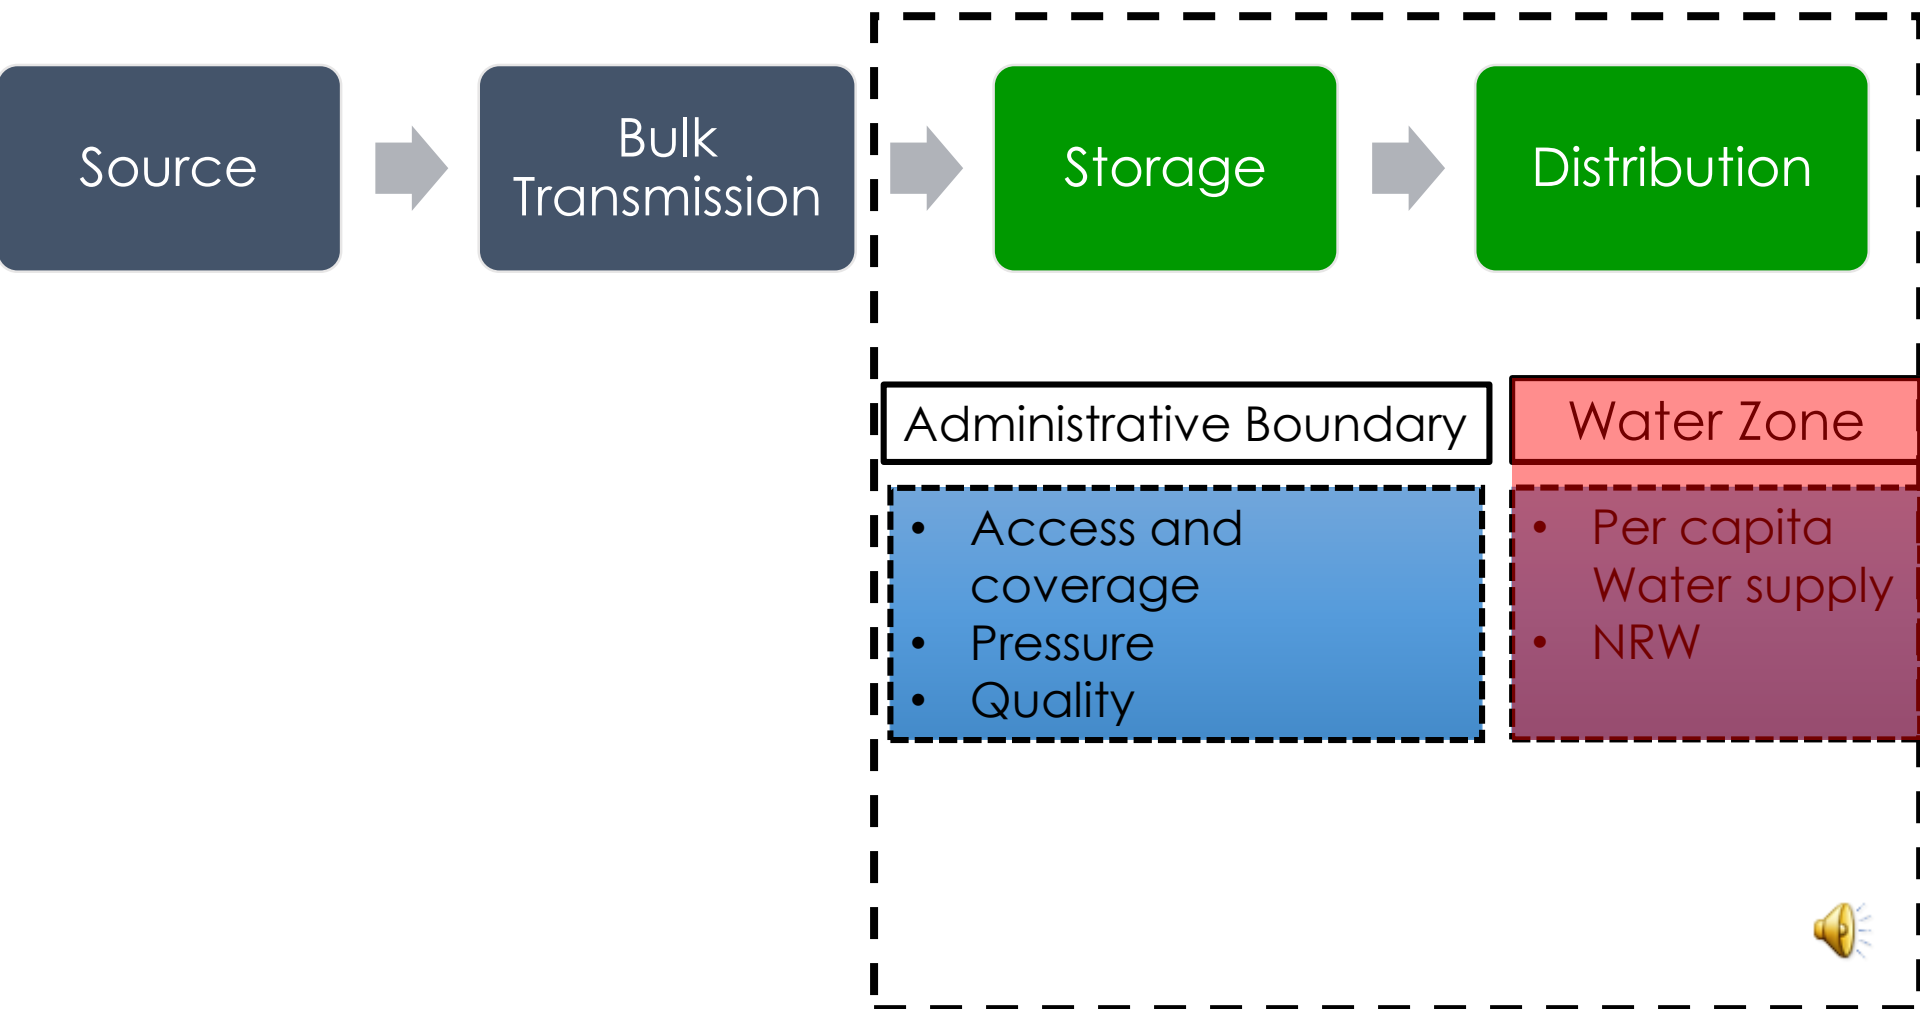 Source
Bulk
Transmission
Storage
Distribution
Administrative Boundary
• Access and
coverage
• Pressure
• Quality
Water Zone
• Per capita
Water supply
• NRW